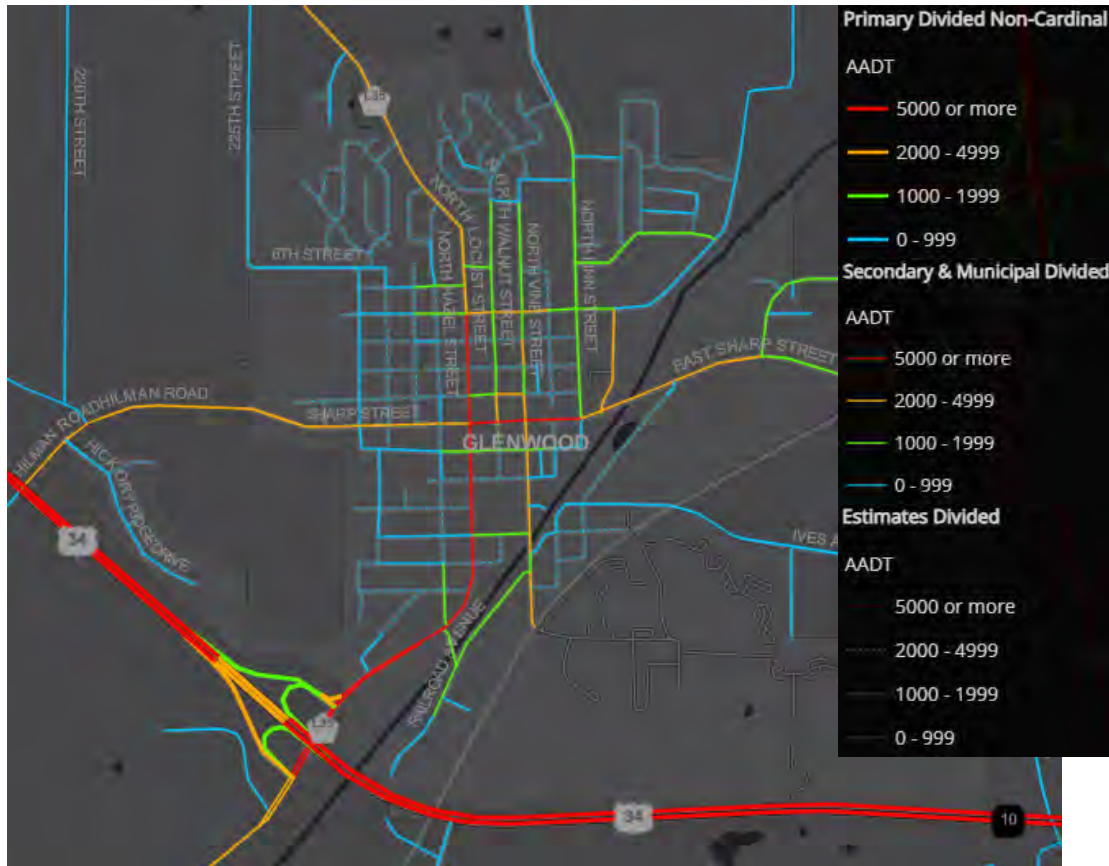 220TH STREET
225TH STREET
L35
NORTH LOCUST STREET
NORTH WALNUT STREET
NORTH HAZEL STREET
NORTH VINE STREET
NORTH LINN STREET
6TH STREET
EAST SHARP STREET
HILMAN ROAD
HILMAN ROAD
SHARP STREET
GLENWOOD
HICKORY RIDGE DRIVE
34
IVES A
RAILROAD AVENUE
L35
34
10
Primary Divided Non-Cardinal
AADT
5000 or more
2000 - 4999
1000 - 1999
0 - 999
Secondary & Municipal Divided
AADT
5000 or more
2000 - 4999
1000 - 1999
0 - 999
Estimates Divided
AADT
5000 or more
2000 - 4999
1000 - 1999
0 - 999